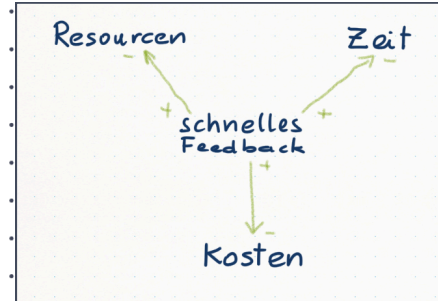 Resourcen
Zeit
-
-
+
+
schnelles
Feedback
+
-
Kosten